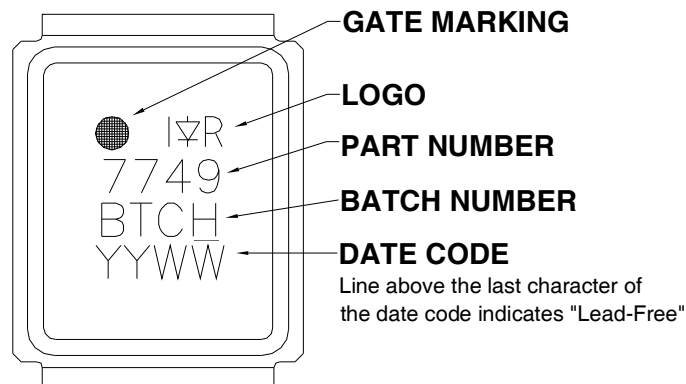 GATE MARKING
LOGO
I R
PART NUMBER
7749
BATCH NUMBER
BTCH
DATE CODE
YYWW
Line above the last character of
the date code indicates "Lead-Free"